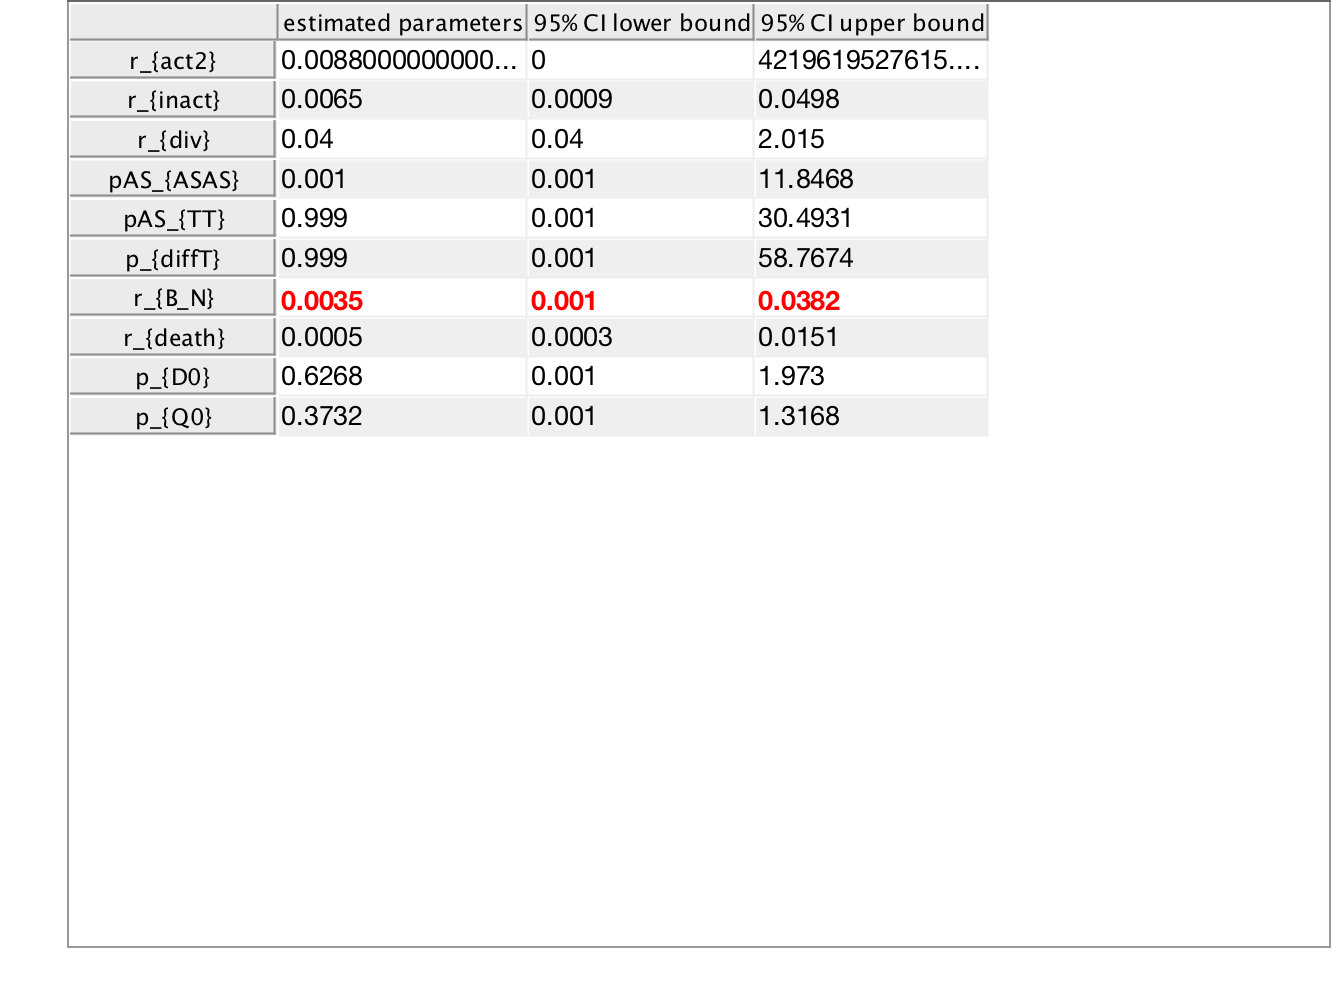 estimated parameters 95% CI lower bound 95% CI upper bound
r_{act2} 0.0088000000000... 0 4219619527615....
r_{inact} 0.0065 0.0009 0.0498
r_{div} 0.04 0.04 2.015
pAS_{ASAS} 0.001 0.001 11.8468
pAS_{TT} 0.999 0.001 30.4931
p_{diffT} 0.999 0.001 58.7674
r_{B_N} 0.0035 0.001 0.0382
r_{death} 0.0005 0.0003 0.0151
p_{D0} 0.6268 0.001 1.973
p_{Q0} 0.3732 0.001 1.3168